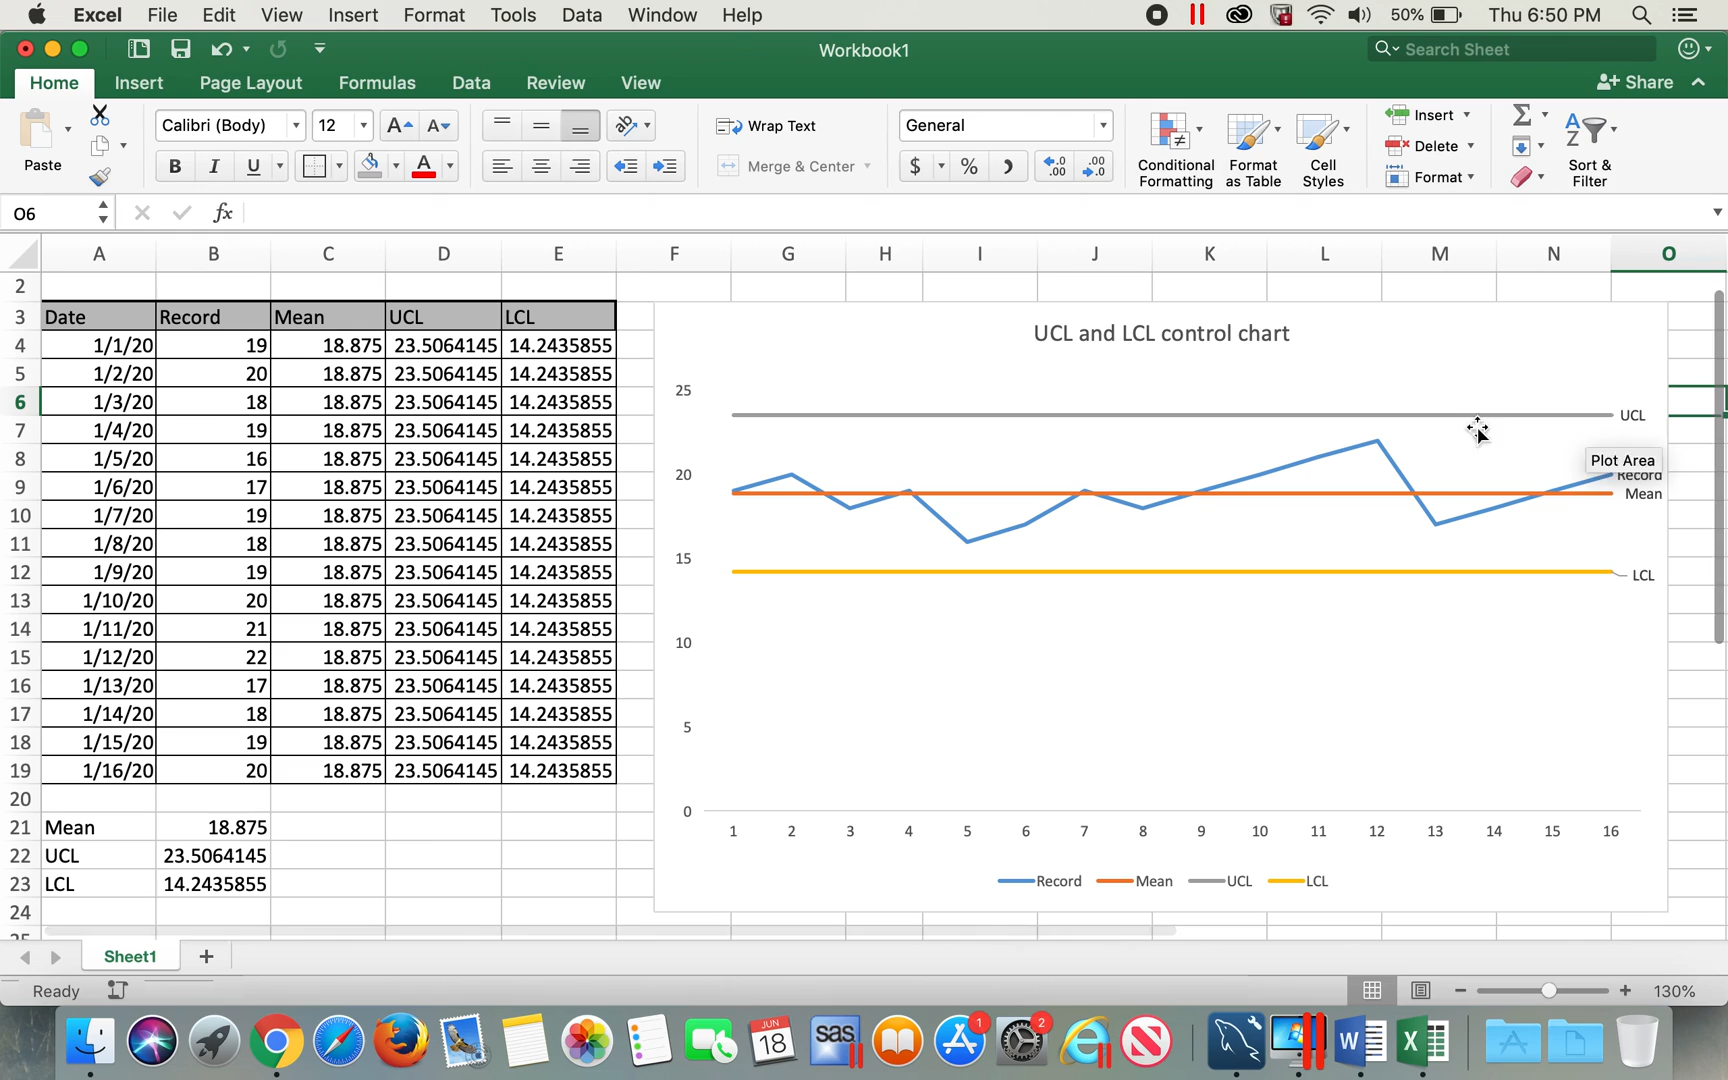 Excel File Edit View Insert Format Tools Data Window Help 50% Thu 6:50 PM
Workbook1
Search Sheet
Home Insert Page Layout Formulas Data Review View Share
Paste
Calibri (Body) 12 A A
B I U A
Wrap Text
Merge & Center
General
$ % .0 .00 .00 .0
Conditional Formatting
Format as Table
Cell Styles
Insert
Delete
Format
Sort & Filter
O6 fx
A B C D E F G H I J K L M N O
2
3 Date Record Mean UCL LCL
4 1/1/20 19 18.875 23.5064145 14.2435855
5 1/2/20 20 18.875 23.5064145 14.2435855
6 1/3/20 18 18.875 23.5064145 14.2435855
7 1/4/20 19 18.875 23.5064145 14.2435855
8 1/5/20 16 18.875 23.5064145 14.2435855
9 1/6/20 17 18.875 23.5064145 14.2435855
10 1/7/20 19 18.875 23.5064145 14.2435855
11 1/8/20 18 18.875 23.5064145 14.2435855
12 1/9/20 19 18.875 23.5064145 14.2435855
13 1/10/20 20 18.875 23.5064145 14.2435855
14 1/11/20 21 18.875 23.5064145 14.2435855
15 1/12/20 22 18.875 23.5064145 14.2435855
16 1/13/20 17 18.875 23.5064145 14.2435855
17 1/14/20 18 18.875 23.5064145 14.2435855
18 1/15/20 19 18.875 23.5064145 14.2435855
19 1/16/20 20 18.875 23.5064145 14.2435855
20
21 Mean 18.875
22 UCL 23.5064145
23 LCL 14.2435855
24
25
UCL and LCL control chart
25
20
15
10
5
0
UCL
Plot Area
Record
Mean
LCL
1 2 3 4 5 6 7 8 9 10 11 12 13 14 15 16
Record Mean UCL LCL
Sheet1 +
Ready
130%
JUN
18
sas
1
2
W
X